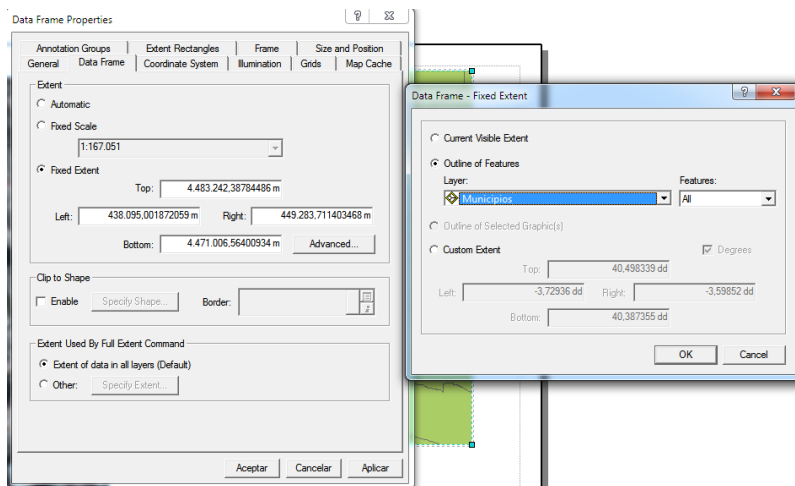 Data Frame Properties
Annotation Groups Extent Rectangles Frame Size and Position
General Data Frame Coordinate System Illumination Grids Map Cache
Extent
Automatic
Fixed Scale
1:167.051
Fixed Extent
Top: 4.483.242,38784486 m
Left: 438.095,001872059 m Right: 449.283,711403468 m
Bottom: 4.471.006,56400934 m Advanced...
Clip to Shape
Enable Specify Shape... Border:
Extent Used By Full Extent Command
Extent of data in all layers (Default)
Other: Specify Extent...
Aceptar Cancelar Aplicar
Data Frame - Fixed Extent
Current Visible Extent
Outline of Features
Layer: Features:
Municipios All
Outline of Selected Graphic(s)
Custom Extent Degrees
Top: 40,498339 dd
Left: -3,72936 dd Right: -3,59852 dd
Bottom: 40,387355 dd
OK Cancel